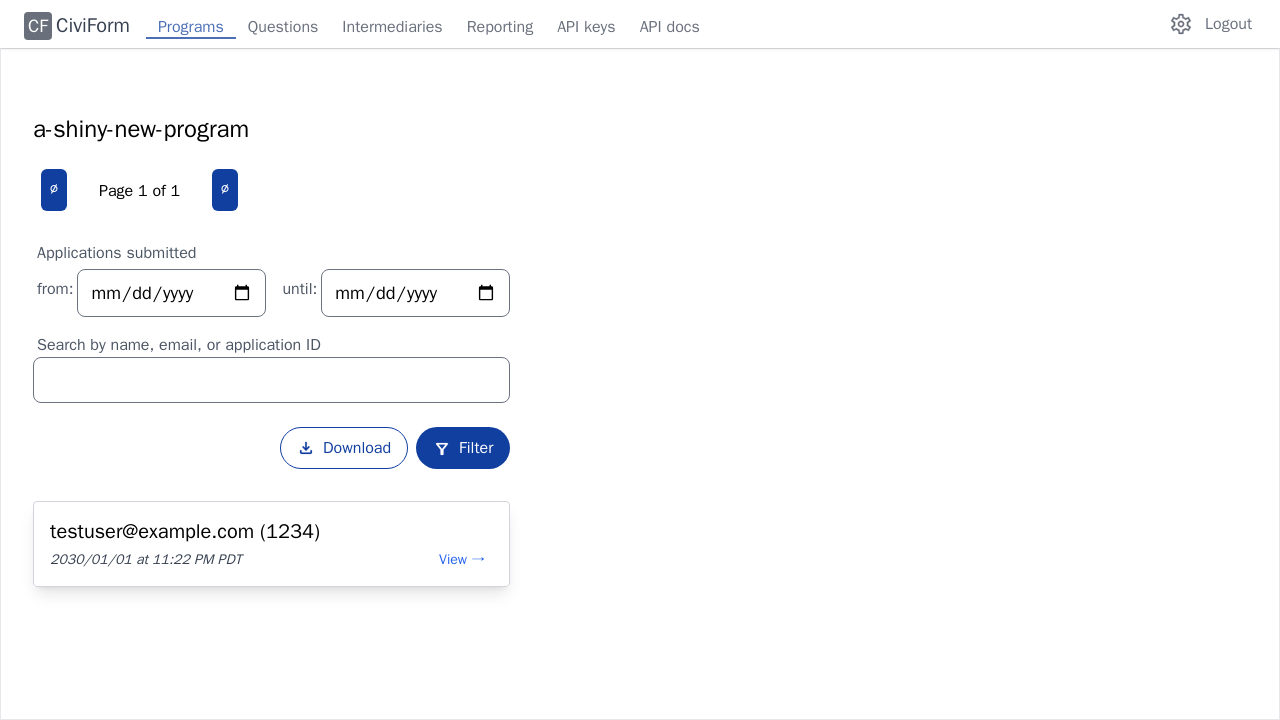 CF CiviForm Programs Questions Intermediaries Reporting API keys API docs Logout
a-shiny-new-program
∅ Page 1 of 1 ∅
Applications submitted
from: mm/dd/yyyy until: mm/dd/yyyy
Search by name, email, or application ID
Download Filter
testuser@example.com (1234)
2030/01/01 at 11:22 PM PDT View →